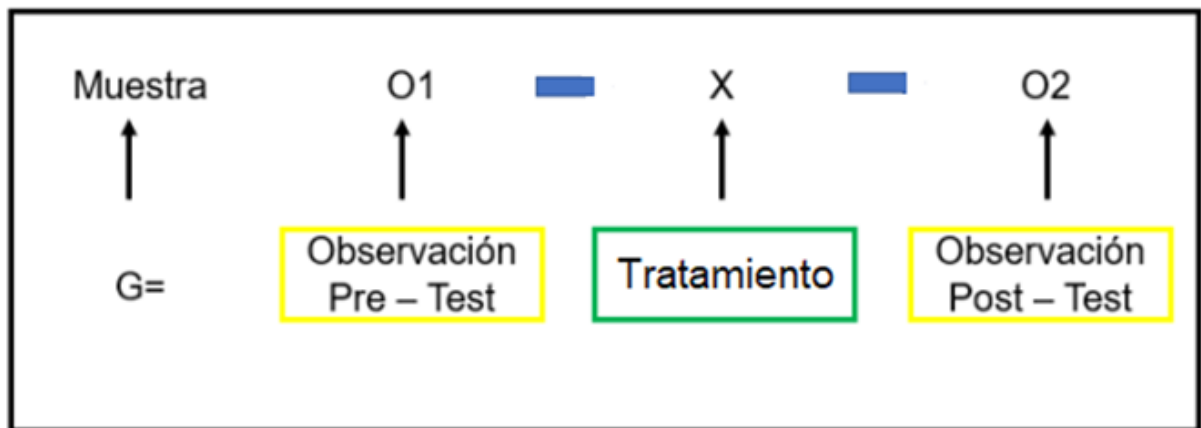 Muestra O1 X O2
G=
Observación
Pre – Test
Tratamiento
Observación
Post – Test